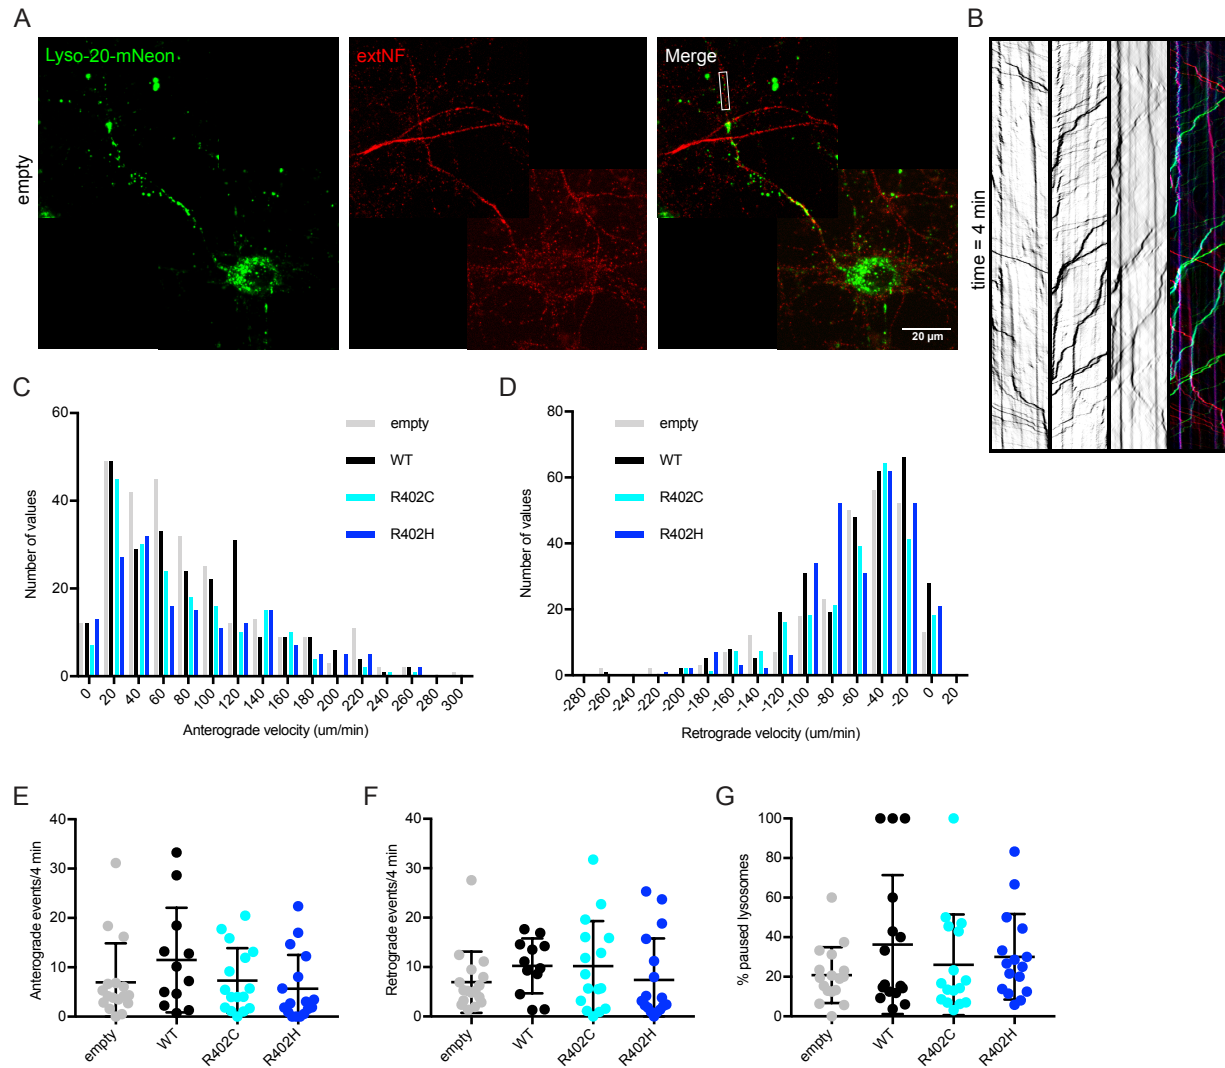 A
B
Lyso-20-mNeon
extNF
Merge
empty
20 µm
time = 4 min
C
D
60
40
20
0
Number of values
empty
WT
R402C
R402H
0 20 40 60 80 100 120 140 160 180 200 220 240 260 280 300
Anterograde velocity (um/min)
80
60
40
20
0
Number of values
empty
WT
R402C
R402H
-280 -260 -240 -220 -200 -180 -160 -140 -120 -100 -80 -60 -40 -20 0 20
Retrograde velocity (um/min)
E
F
G
40
30
20
10
0
Anterograde events/4 min
empty WT R402C R402H
40
30
20
10
0
Retrograde events/4 min
empty WT R402C R402H
100
80
60
40
20
0
% paused lysosomes
empty WT R402C R402H